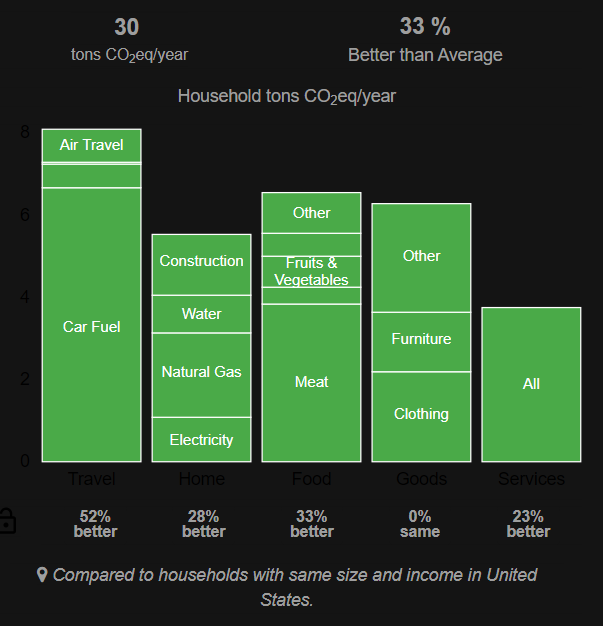 30
33 %
tons CO₂eq/year
Better than Average
Household tons CO₂eq/year
8
6
4
2
0
Air Travel
Car Fuel
Construction
Water
Natural Gas
Electricity
Other
Fruits &
Vegetables
Meat
Other
Furniture
Clothing
All
Travel
Home
Food
Goods
Services
52%
better
28%
better
33%
better
0%
same
23%
better
Compared to households with same size and income in United
States.